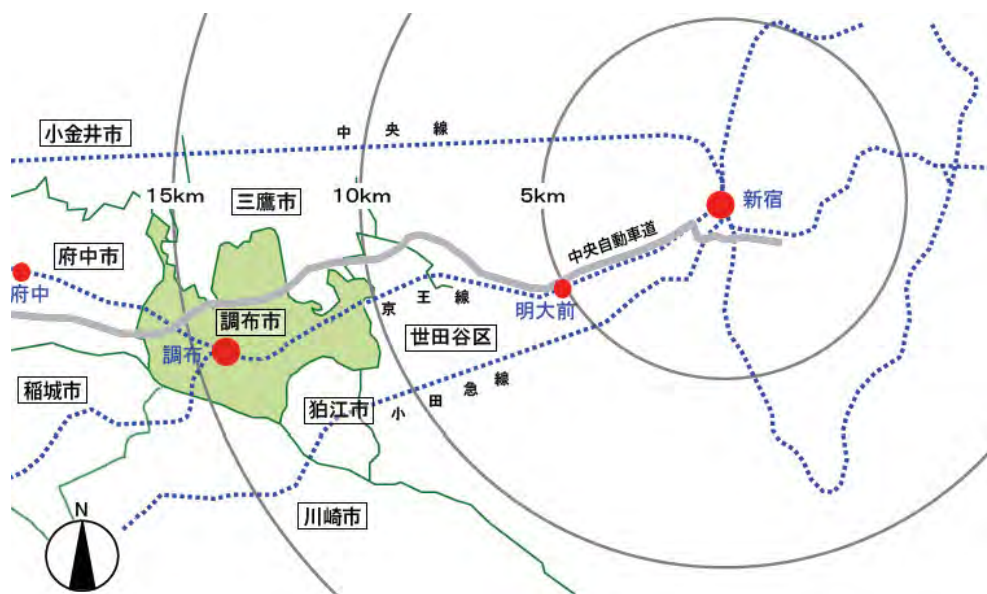 中央線
小金井市
15km
10km
5km
三鷹市
新宿
中央自動車道
府中市
府中
京王線
明大前
調布市
世田谷区
調布
稲城市
小田急線
狛江市
川崎市
N